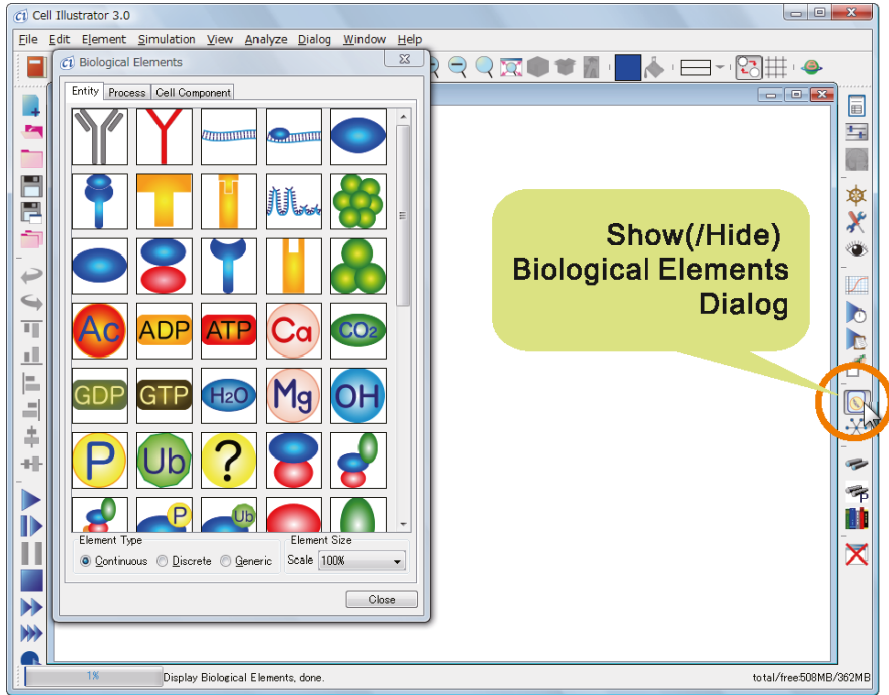 Cell Illustrator 3.0
File Edit Element Simulation View Analyze Dialog Window Help
Biological Elements
Entity Process Cell Component
Show(/Hide)
Biological Elements
Dialog
Ac ADP ATP Ca CO2
GDP GTP H2O Mg OH
P Ub ?
P Ub
P
Element Type Element Size
Continuous Discrete Generic Scale 100%
Close
1% Display Biological Elements, done. total/free:508MB/362MB